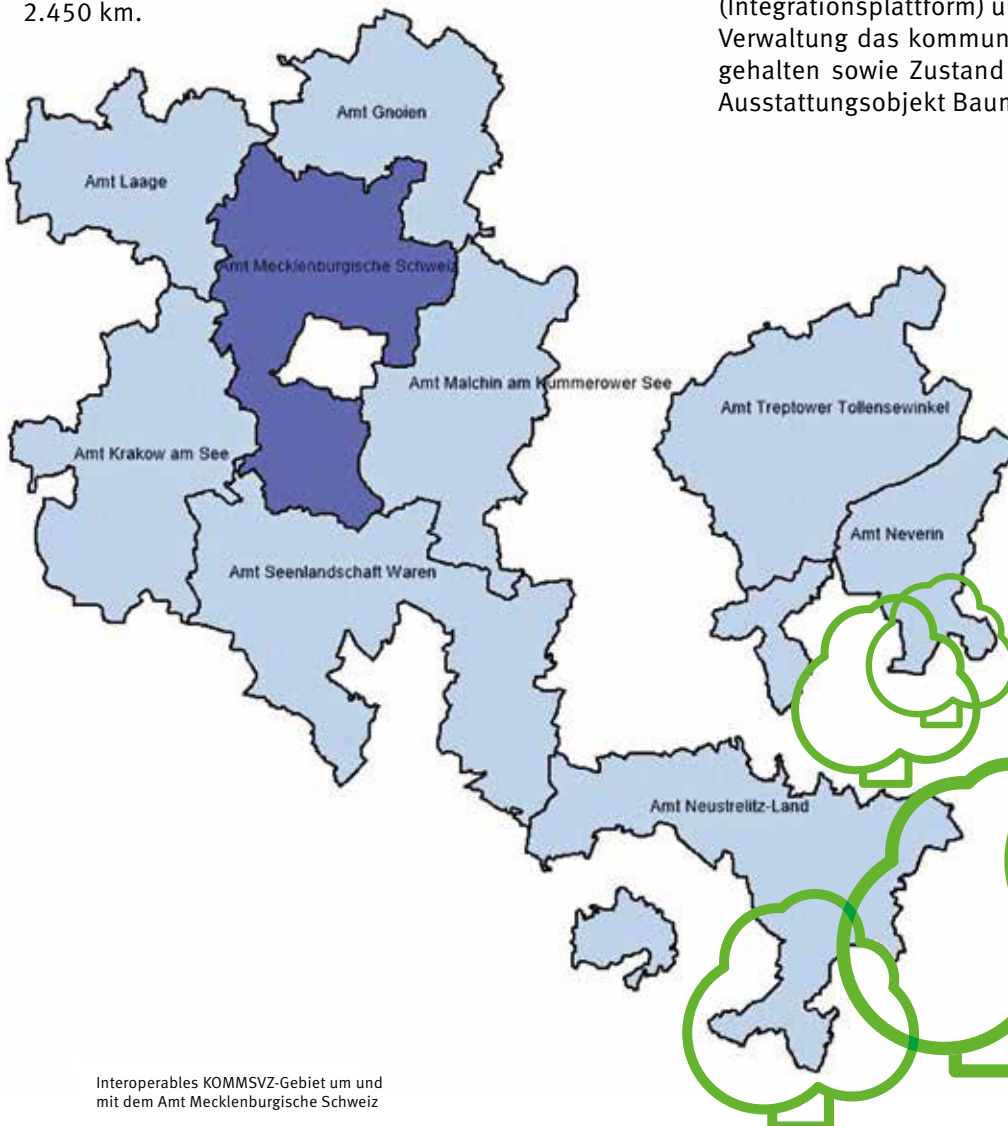 2.450 km.
(Integrationsplattform) u
Verwaltung das kommun
gehalten sowie Zustand
Ausstattungsobjekt Baum
Amt Gnoien
Amt Laage
Amt Mecklenburgische Schweiz
Amt Malchin am Kummerower See
Amt Treptower Tollensewinkel
Amt Krakow am See
Amt Neverin
Amt Seenlandschaft Waren
Amt Neustrelitz-Land
Interoperables KOMMSVZ-Gebiet um und
mit dem Amt Mecklenburgische Schweiz